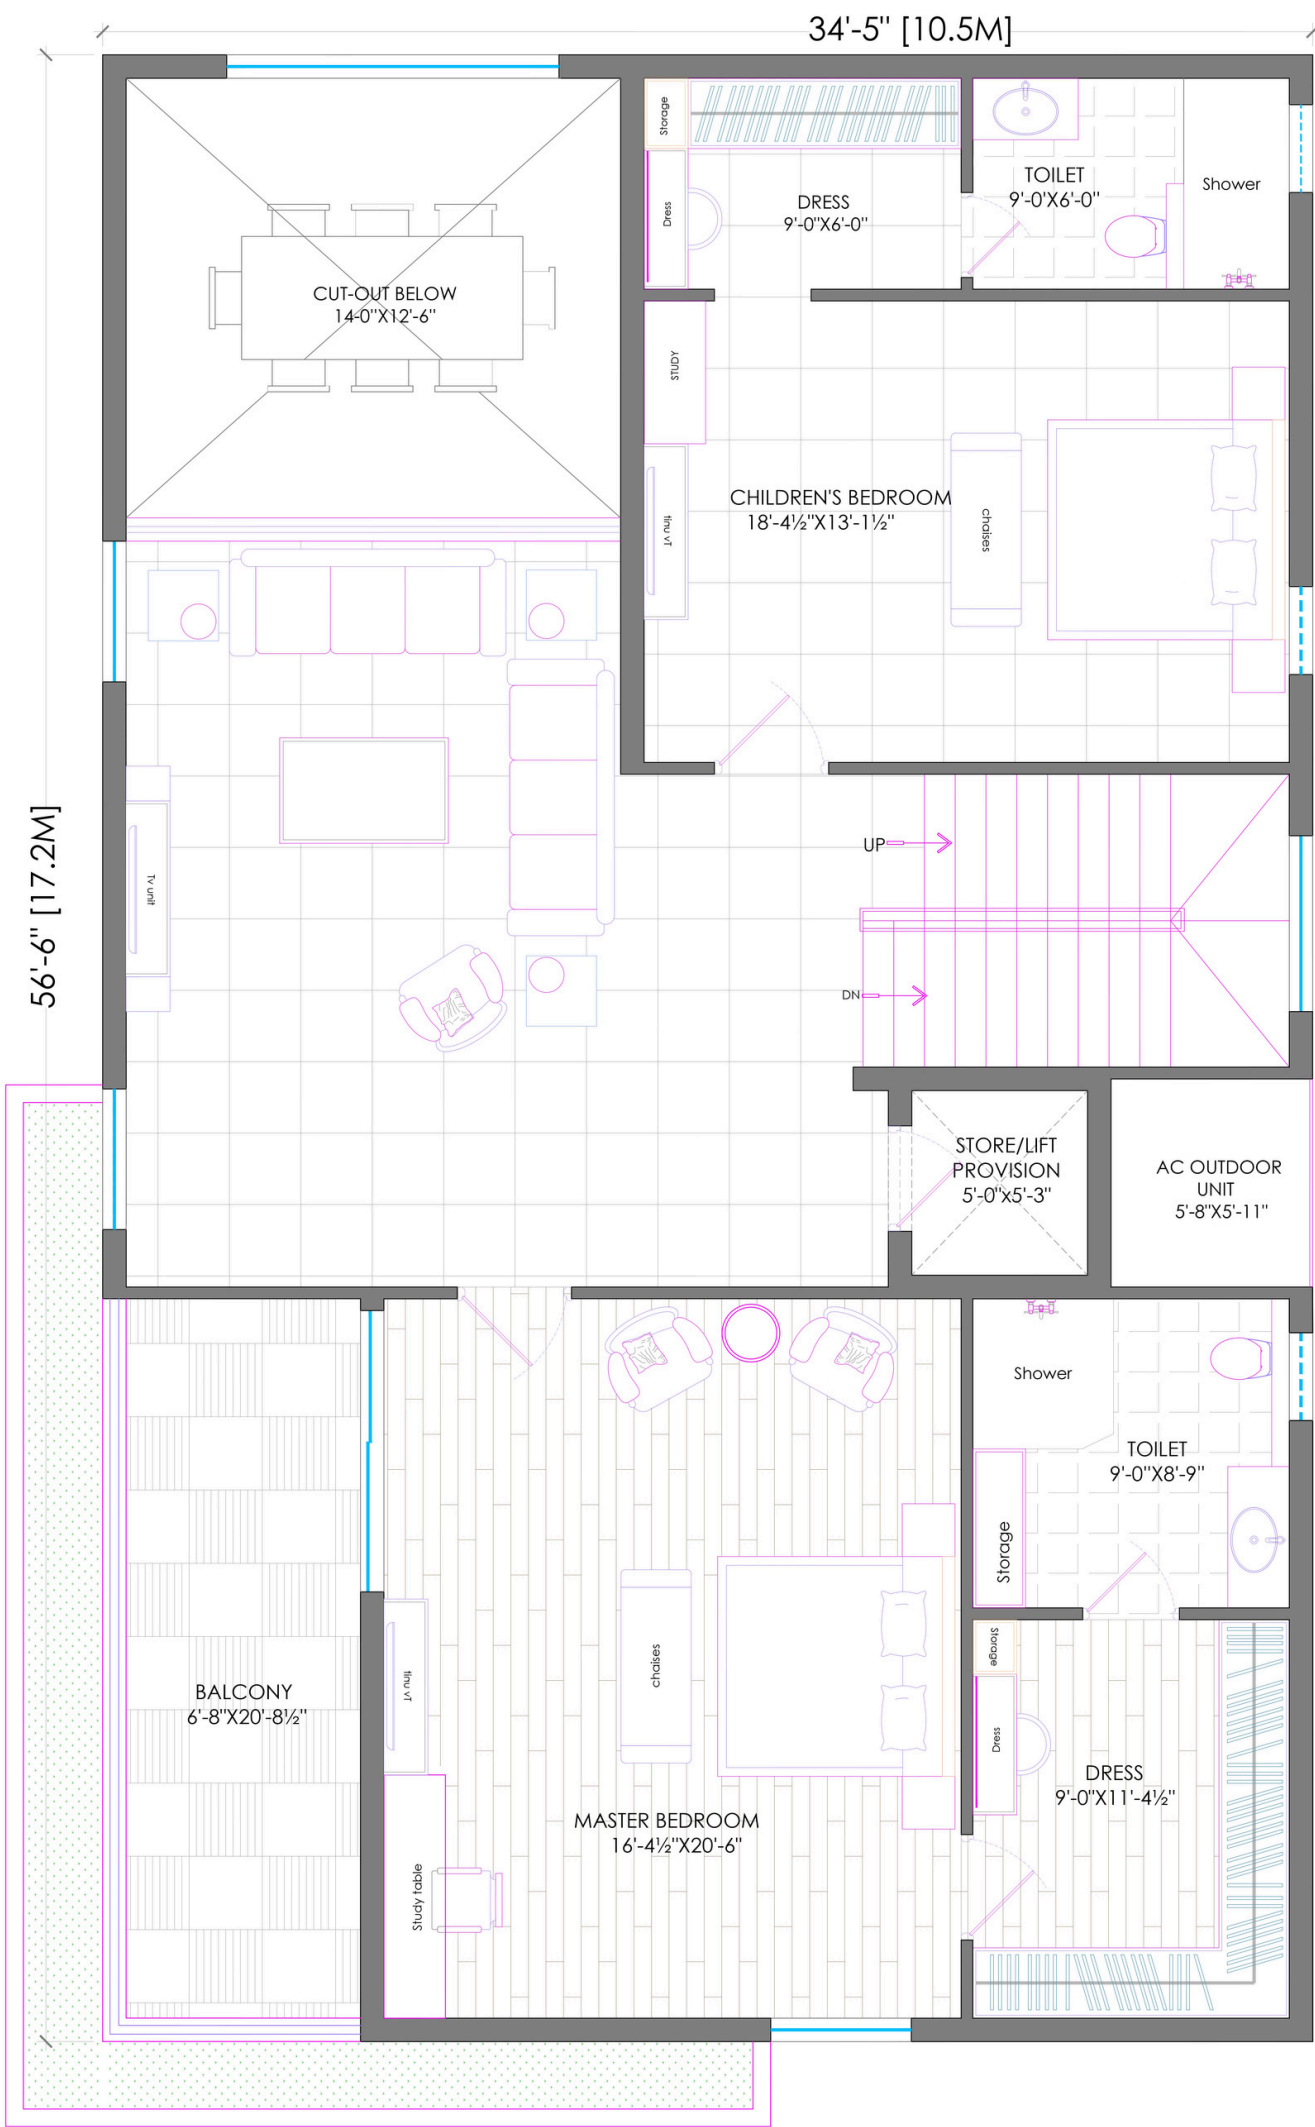 34'-5" [10.5M]
56'-6" [17.2M]
Storage
Dress
DRESS
9'-0"X6'-0"
TOILET
9'-0'X6'-0"
Shower
CUT-OUT BELOW
14-0"X12'-6"
STUDY
CHILDREN'S BEDROOM
18'-4½"X13'-1½"
tinu vT
chaises
Tv unit
UP
DN
STORE/LIFT
PROVISION
5'-0"x5'-3"
AC OUTDOOR
UNIT
5'-8"X5'-11"
Shower
TOILET
9'-0"X8'-9"
Storage
Storage
Dress
DRESS
9'-0"X11'-4½"
chaises
tinu vT
BALCONY
6'-8"X20'-8½"
MASTER BEDROOM
16'-4½"X20'-6"
Study table